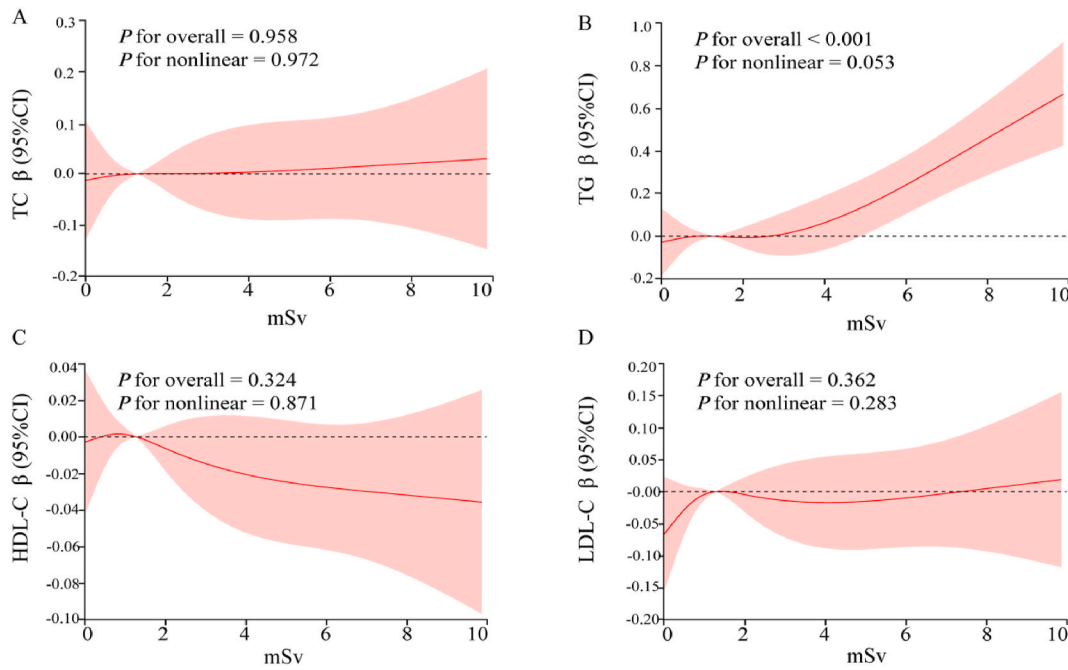 A
P for overall = 0.958
P for nonlinear = 0.972
TC β (95%CI)
0.3
0.2
0.1
0.0
-0.1
-0.2
0 2 4 6 8 10
mSv
B
P for overall < 0.001
P for nonlinear = 0.053
TG β (95%CI)
1.0
0.8
0.6
0.4
0.2
0.0
-0.2
0 2 4 6 8 10
mSv
C
P for overall = 0.324
P for nonlinear = 0.871
HDL-C β (95%CI)
0.04
0.02
0.00
-0.02
-0.04
-0.06
-0.08
-0.10
0 2 4 6 8 10
mSv
D
P for overall = 0.362
P for nonlinear = 0.283
LDL-C β (95%CI)
0.20
0.15
0.10
0.05
-0.00
-0.05
-0.10
-0.15
-0.20
0 2 4 6 8 10
mSv